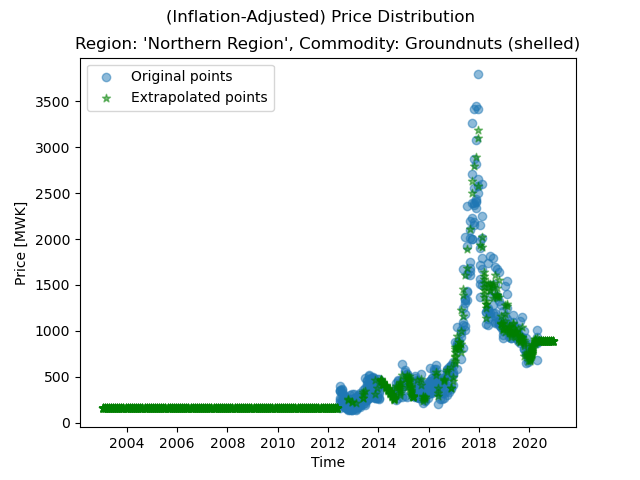 (Inflation-Adjusted) Price Distribution
Region: 'Northern Region', Commodity: Groundnuts (shelled)
Original points
Extrapolated points
3500
3000
2500
2000
1500
1000
500
0
Price [MWK]
2004 2006 2008 2010 2012 2014 2016 2018 2020
Time